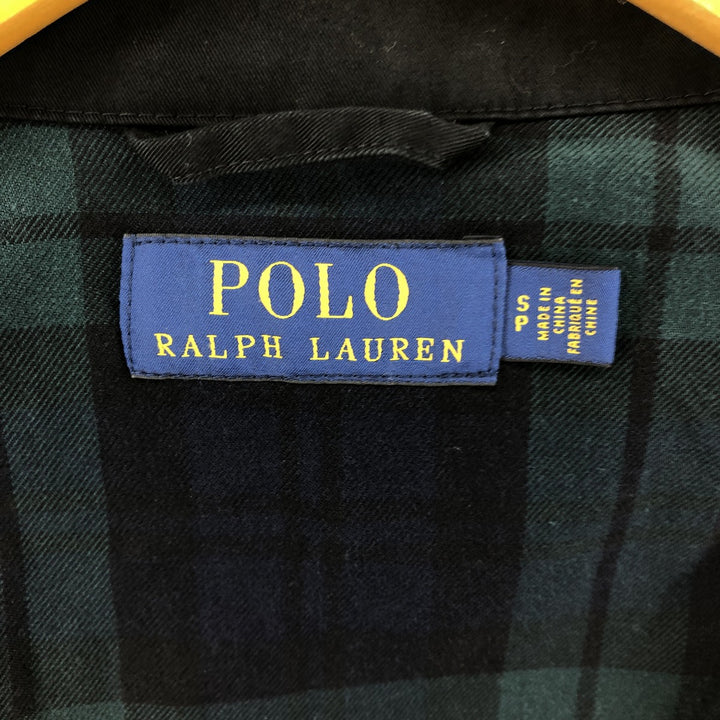 POLO
RALPH LAUREN
S
P
MADE IN
CHINA
FABRIQUÉ EN
CHINE